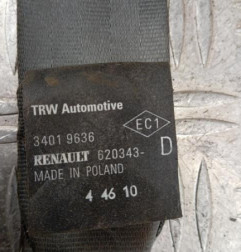 TRW Automotive
EC1
3401 9636
RENAULT 620343-D
MADE IN POLAND
4 46 10